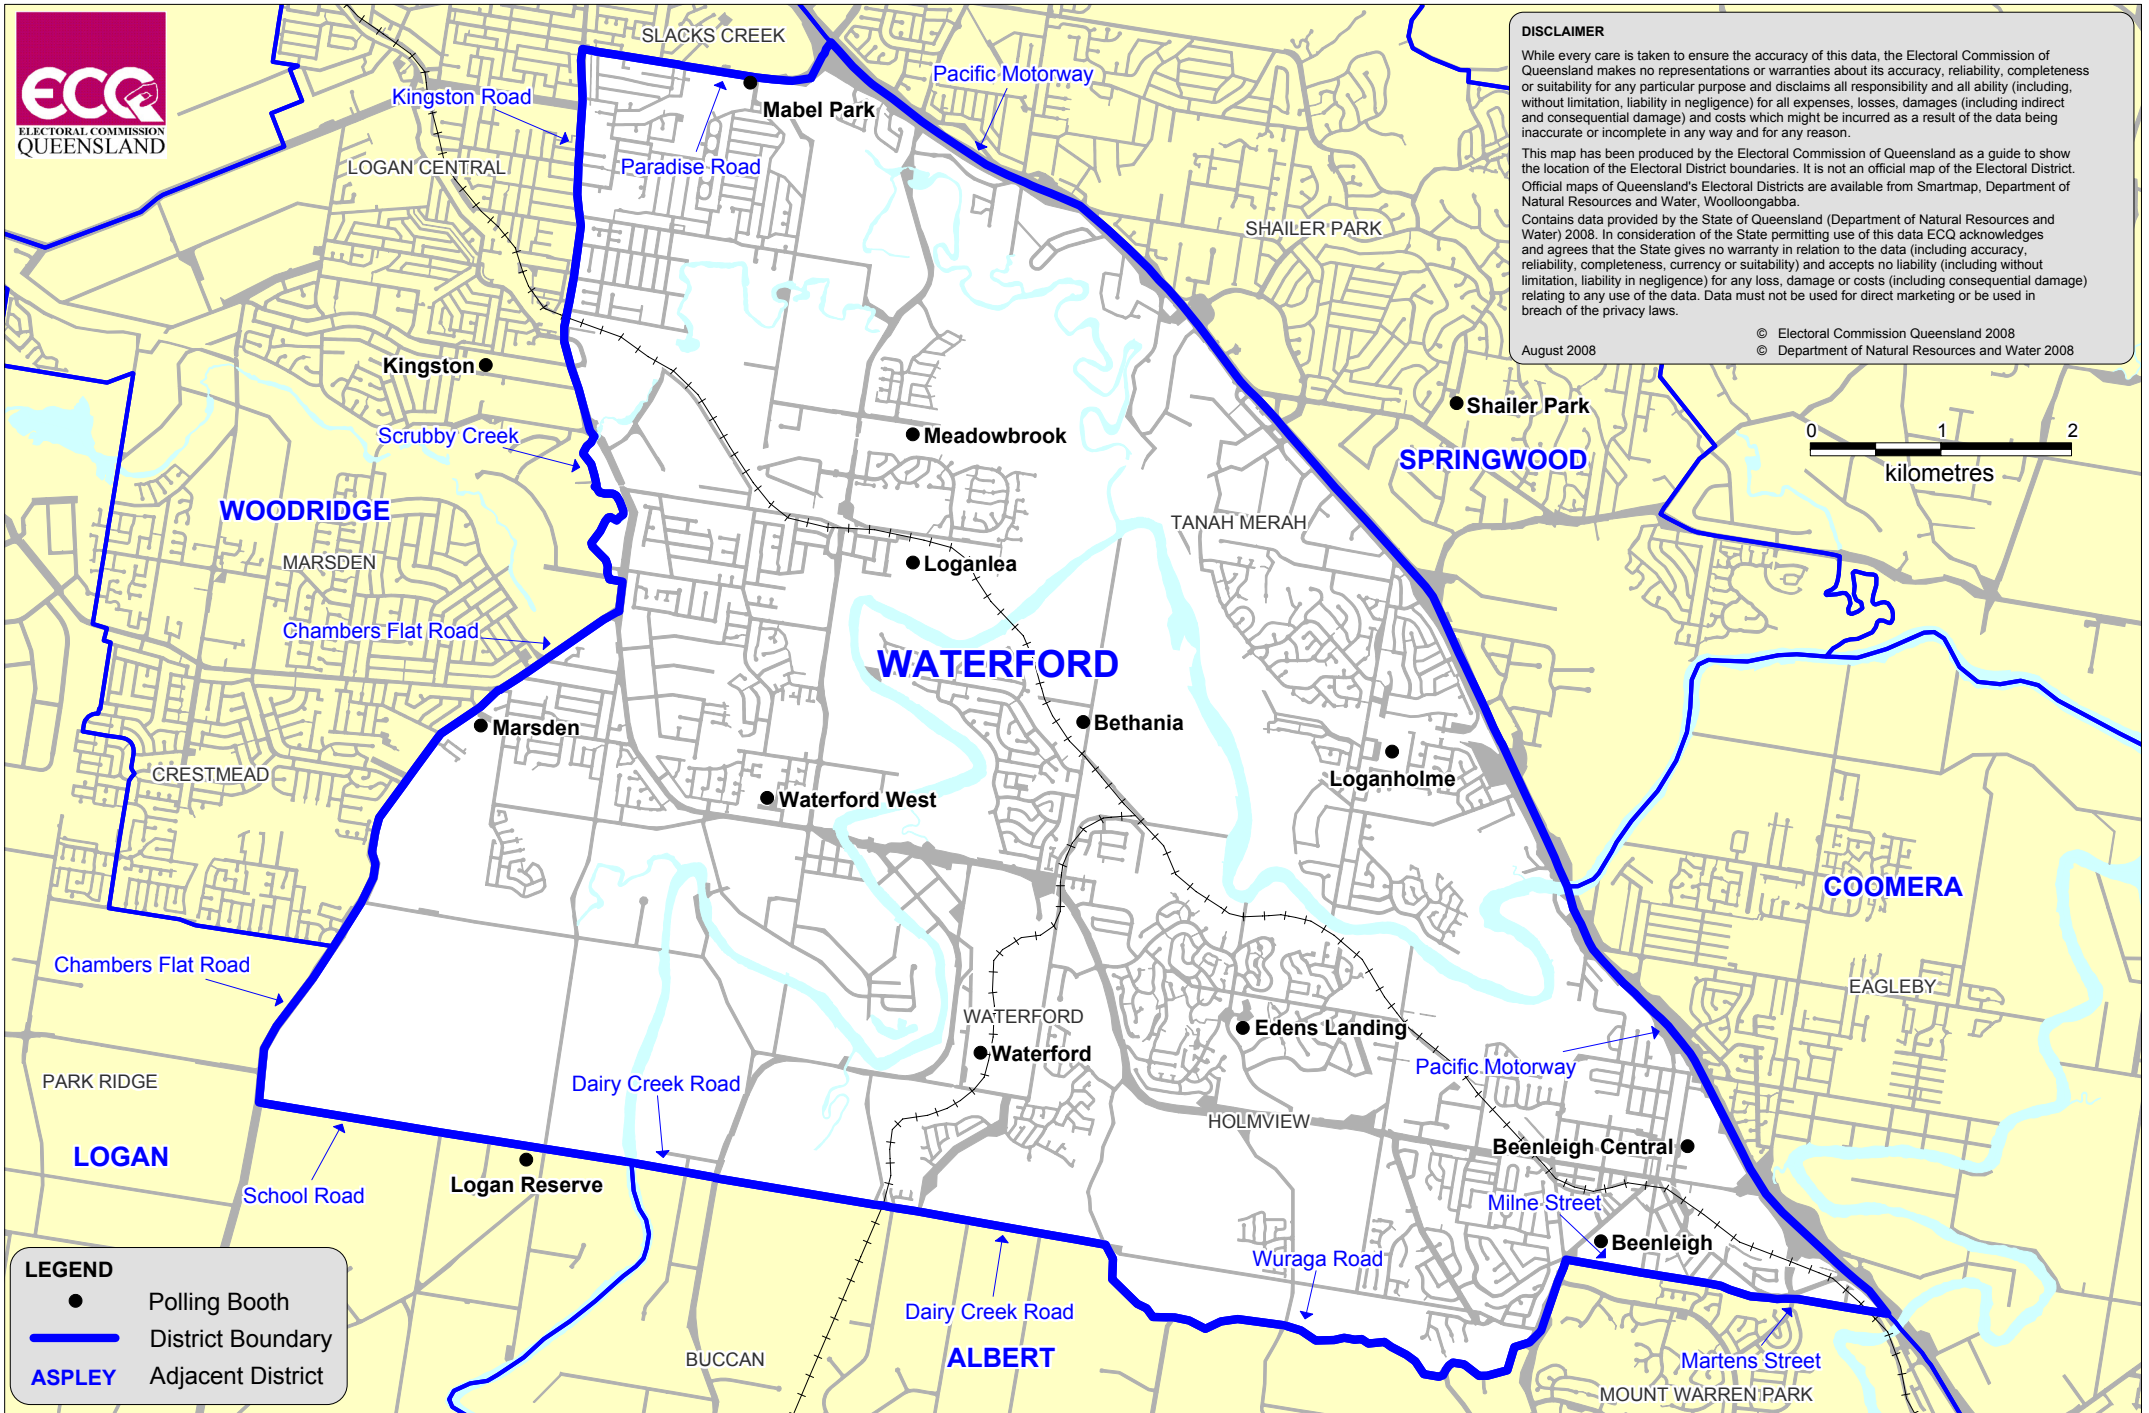 ECQ
ELECTORAL COMMISSION
QUEENSLAND
SLACKS CREEK
Pacific Motorway
Kingston Road
Mabel Park
Paradise Road
LOGAN CENTRAL
SHAILER PARK
DISCLAIMER
While every care is taken to ensure the accuracy of this data, the Electoral Commission of
Queensland makes no representations or warranties about its accuracy, reliability, completeness
or suitability for any particular purpose and disclaims all responsibility and all ability (including,
without limitation, liability in negligence) for all expenses, losses, damages (including indirect
and consequential damage) and costs which might be incurred as a result of the data being
inaccurate or incomplete in any way and for any reason.
This map has been produced by the Electoral Commission of Queensland as a guide to show
the location of the Electoral District boundaries. It is not an official map of the Electoral District.
Official maps of Queensland's Electoral Districts are available from Smartmap, Department of
Natural Resources and Water, Woolloongabba.
Contains data provided by the State of Queensland (Department of Natural Resources and
Water) 2008. In consideration of the State permitting use of this data ECQ acknowledges
and agrees that the State gives no warranty in relation to the data (including accuracy,
reliability, completeness, currency or suitability) and accepts no liability (including without
limitation, liability in negligence) for any loss, damage or costs (including consequential damage)
relating to any use of the data. Data must not be used for direct marketing or be used in
breach of the privacy laws.
© Electoral Commission Queensland 2008
August 2008
© Department of Natural Resources and Water 2008
Kingston
Shailer Park
Scrubby Creek
Meadowbrook
SPRINGWOOD
0 1 2
kilometres
WOODRIDGE
TANAH MERAH
MARSDEN
Loganlea
Chambers Flat Road
WATERFORD
Marsden
Bethania
CRESTMEAD
Loganholme
Waterford West
COOMERA
Chambers Flat Road
EAGLEBY
WATERFORD
Edens Landing
Waterford
Pacific Motorway
PARK RIDGE
Dairy Creek Road
HOLMVIEW
LOGAN
Beenleigh Central
School Road
Logan Reserve
Milne Street
Beenleigh
Wuraga Road
LEGEND
Polling Booth
District Boundary
ASPLEY Adjacent District
Dairy Creek Road
BUCCAN
ALBERT
Martens Street
MOUNT WARREN PARK